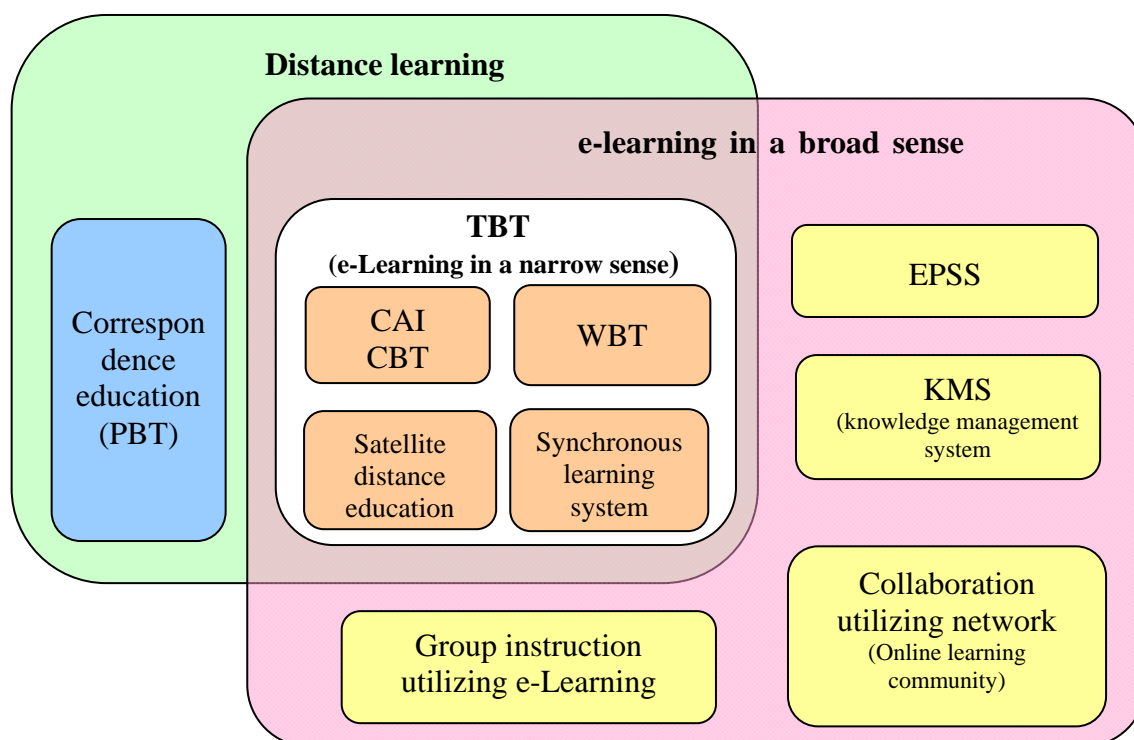 Distance learning
e-learning in a broad sense
TBT
(e-Learning in a narrow sense)
CAI
CBT
WBT
Satellite
distance
education
Synchronous
learning
system
Correspon
dence
education
(PBT)
EPSS
KMS
(knowledge management
system
Collaboration
utilizing network
(Online learning
community)
Group instruction
utilizing e-Learning